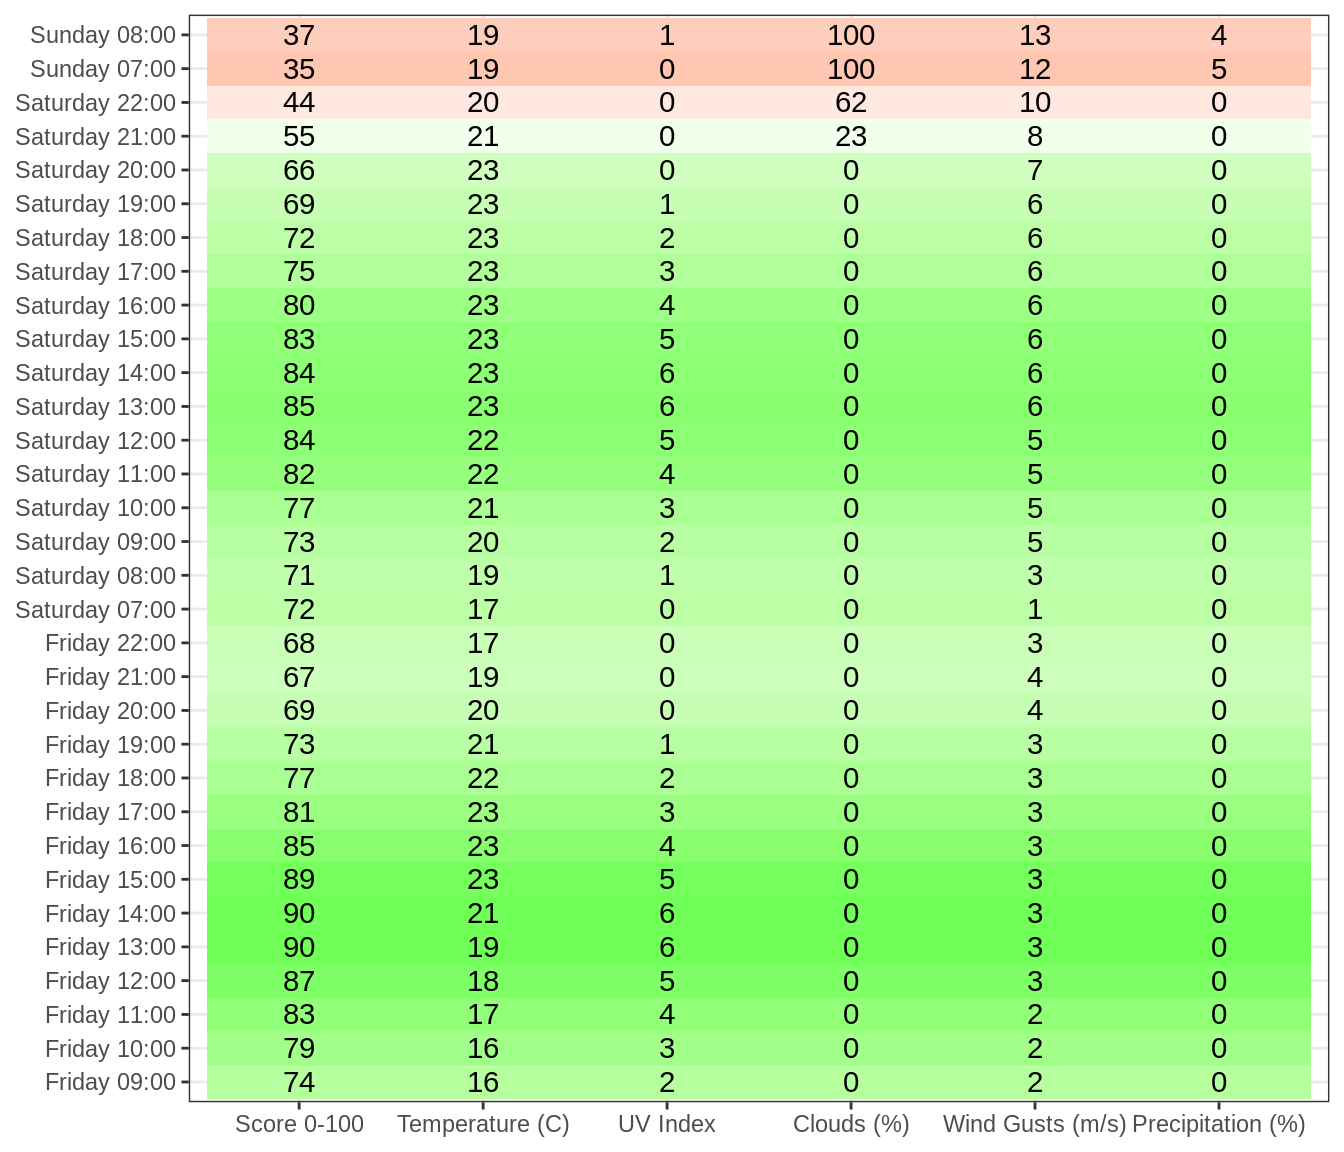 Sunday 08:00 37 19 1 100 13 4
Sunday 07:00 35 19 0 100 12 5
Saturday 22:00 44 20 0 62 10 0
Saturday 21:00 55 21 0 23 8 0
Saturday 20:00 66 23 0 0 7 0
Saturday 19:00 69 23 1 0 6 0
Saturday 18:00 72 23 2 0 6 0
Saturday 17:00 75 23 3 0 6 0
Saturday 16:00 80 23 4 0 6 0
Saturday 15:00 83 23 5 0 6 0
Saturday 14:00 84 23 6 0 6 0
Saturday 13:00 85 23 6 0 6 0
Saturday 12:00 84 22 5 0 5 0
Saturday 11:00 82 22 4 0 5 0
Saturday 10:00 77 21 3 0 5 0
Saturday 09:00 73 20 2 0 5 0
Saturday 08:00 71 19 1 0 3 0
Saturday 07:00 72 17 0 0 1 0
Friday 22:00 68 17 0 0 3 0
Friday 21:00 67 19 0 0 4 0
Friday 20:00 69 20 0 0 4 0
Friday 19:00 73 21 1 0 3 0
Friday 18:00 77 22 2 0 3 0
Friday 17:00 81 23 3 0 3 0
Friday 16:00 85 23 4 0 3 0
Friday 15:00 89 23 5 0 3 0
Friday 14:00 90 21 6 0 3 0
Friday 13:00 90 19 6 0 3 0
Friday 12:00 87 18 5 0 3 0
Friday 11:00 83 17 4 0 2 0
Friday 10:00 79 16 3 0 2 0
Friday 09:00 74 16 2 0 2 0
Score 0-100 Temperature (C) UV Index Clouds (%) Wind Gusts (m/s) Precipitation (%)